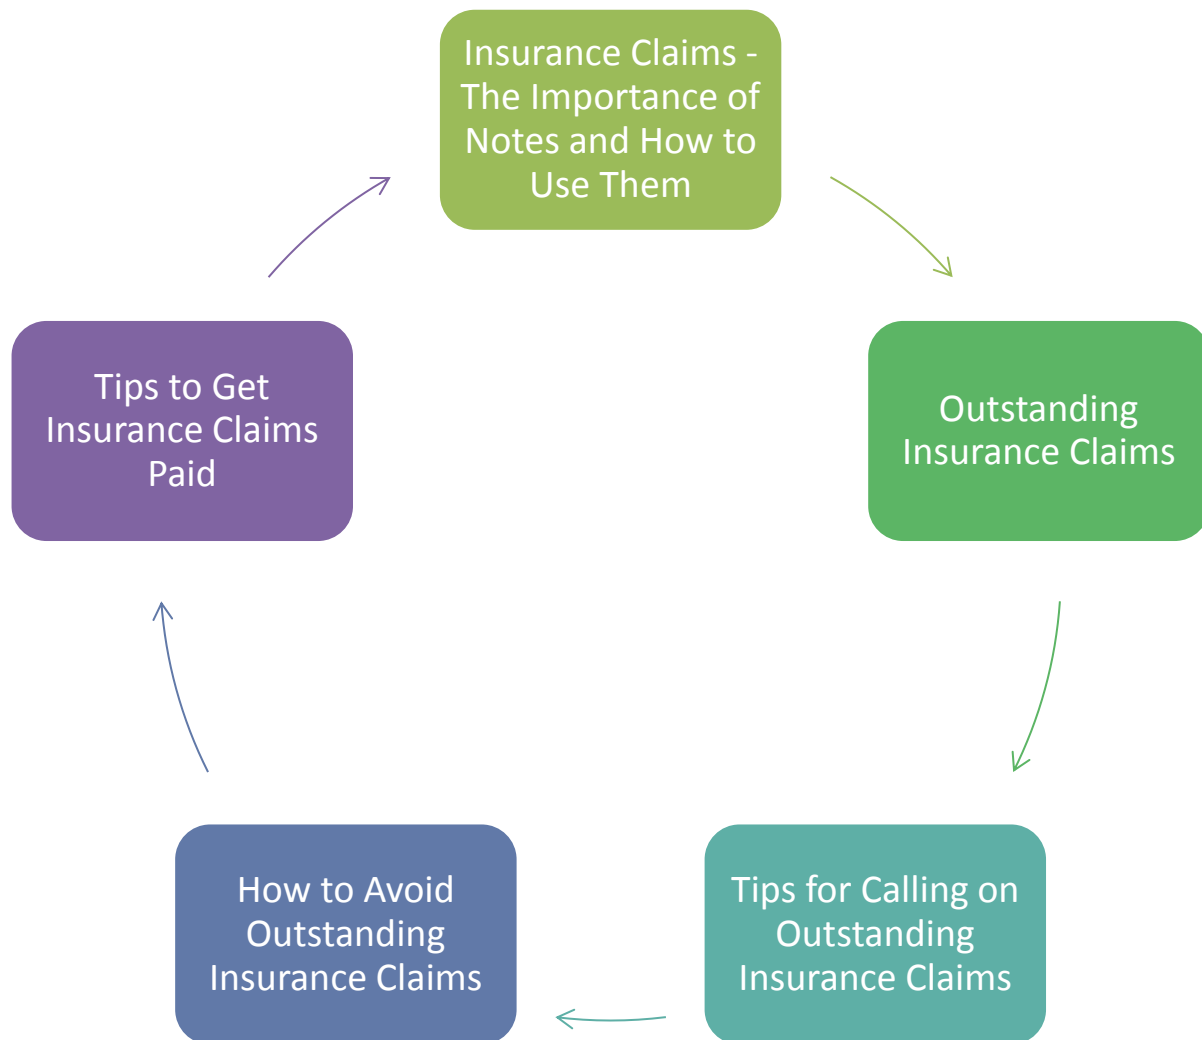 Insurance Claims -
The Importance of
Notes and How to
Use Them
Outstanding
Insurance Claims
Tips for Calling on
Outstanding
Insurance Claims
How to Avoid
Outstanding
Insurance Claims
Tips to Get
Insurance Claims
Paid